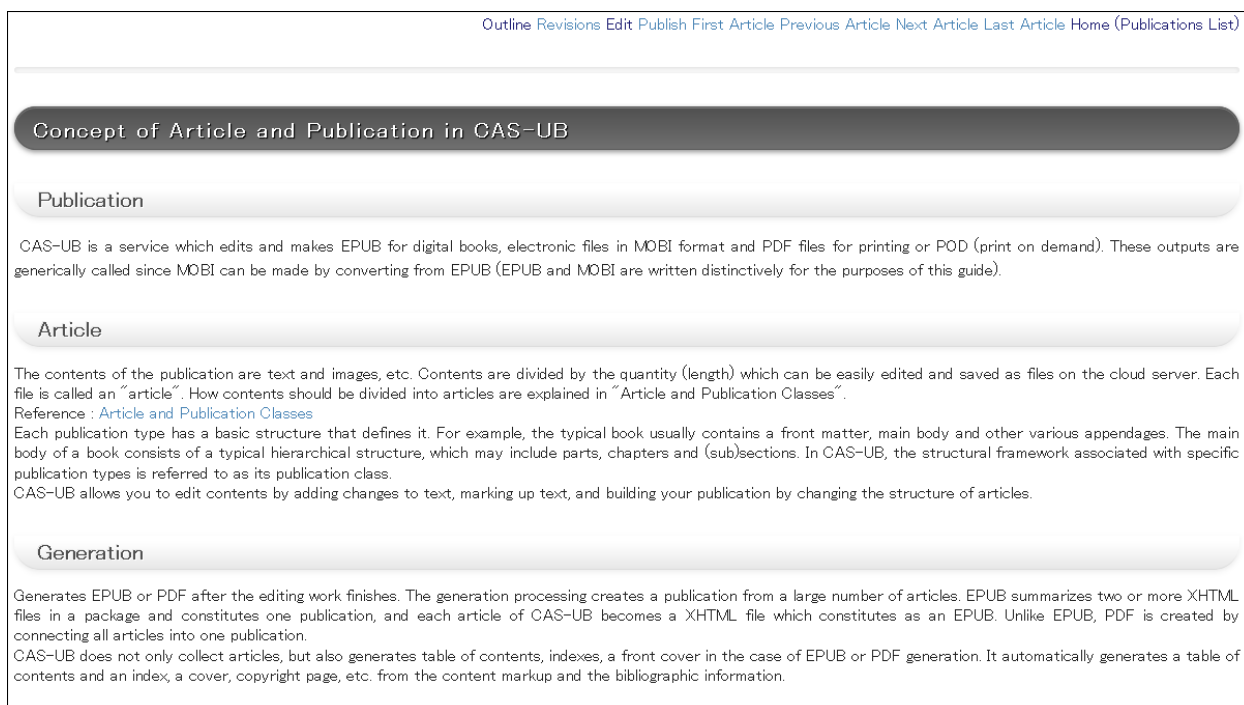 Outline Revisions Edit Publish First Article Previous Article Next Article Last Article Home (Publications List)
Concept of Article and Publication in CAS-UB
Publication
CAS-UB is a service which edits and makes EPUB for digital books, electronic files in MOBI format and PDF files for printing or POD (print on demand). These outputs are
generically called since MOBI can be made by converting from EPUB (EPUB and MOBI are written distinctively for the purposes of this guide).
Article
The contents of the publication are text and images, etc. Contents are divided by the quantity (length) which can be easily edited and saved as files on the cloud server. Each
file is called an "article". How contents should be divided into articles are explained in "Article and Publication Classes".
Reference : Article and Publication Classes
Each publication type has a basic structure that defines it. For example, the typical book usually contains a front matter, main body and other various appendages. The main
body of a book consists of a typical hierarchical structure, which may include parts, chapters and (sub)sections. In CAS-UB, the structural framework associated with specific
publication types is referred to as its publication class.
CAS-UB allows you to edit contents by adding changes to text, marking up text, and building your publication by changing the structure of articles.
Generation
Generates EPUB or PDF after the editing work finishes. The generation processing creates a publication from a large number of articles. EPUB summarizes two or more XHTML
files in a package and constitutes one publication, and each article of CAS-UB becomes a XHTML file which constitutes as an EPUB. Unlike EPUB, PDF is created by
connecting all articles into one publication.
CAS-UB does not only collect articles, but also generates table of contents, indexes, a front cover in the case of EPUB or PDF generation. It automatically generates a table of
contents and an index, a cover, copyright page, etc. from the content markup and the bibliographic information.